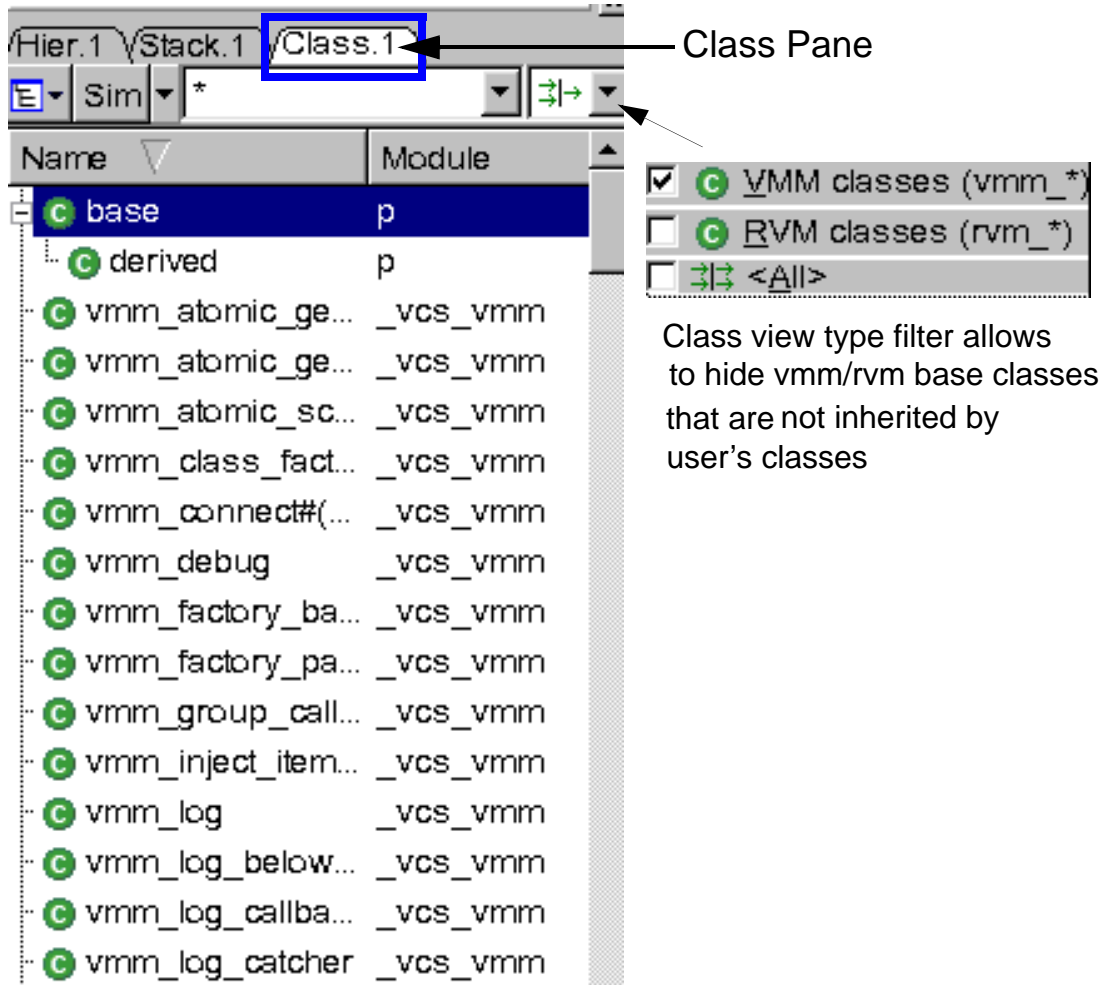 Hier.1 Stack.1 Class.1
Class Pane
Sim *
Name Module
base p
derived p
vmm_atomic_ge... _vcs_vmm
vmm_atomic_ge... _vcs_vmm
vmm_atomic_sc... _vcs_vmm
vmm_class_fact... _vcs_vmm
vmm_connect#(... _vcs_vmm
vmm_debug _vcs_vmm
vmm_factory_ba... _vcs_vmm
vmm_factory_pa... _vcs_vmm
vmm_group_call... _vcs_vmm
vmm_inject_item... _vcs_vmm
vmm_log _vcs_vmm
vmm_log_below... _vcs_vmm
vmm_log_callba... _vcs_vmm
vmm_log_catcher _vcs_vmm
VMM classes (vmm_*)
RVM classes (rvm_*)
<All>
Class view type filter allows
to hide vmm/rvm base classes
that are not inherited by
user's classes